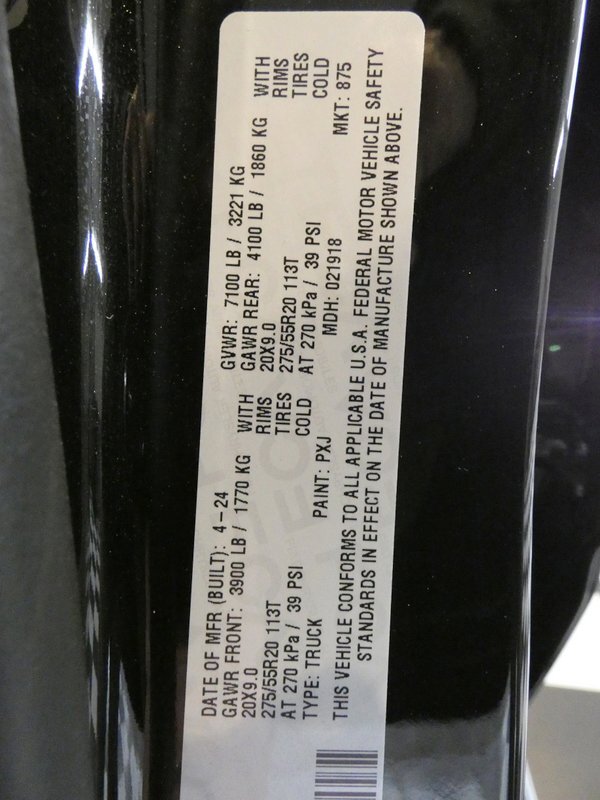 DATE OF MFR (BUILT): 4-24 GVWR: 7100 LB / 3221 KG
GAWR FRONT: 3900 LB / 1770 KG WITH GAWR REAR: 4100 LB / 1860 KG WITH
20X9.0 RIMS 20X9.0 RIMS
275/55R20 113T TIRES 275/55R20 113T TIRES
AT 270 kPa / 39 PSI COLD AT 270 kPa / 39 PSI COLD
TYPE: TRUCK PAINT: PXJ MDH: 021918 MKT: 875
THIS VEHICLE CONFORMS TO ALL APPLICABLE U.S.A. FEDERAL MOTOR VEHICLE SAFETY
STANDARDS IN EFFECT ON THE DATE OF MANUFACTURE SHOWN ABOVE.